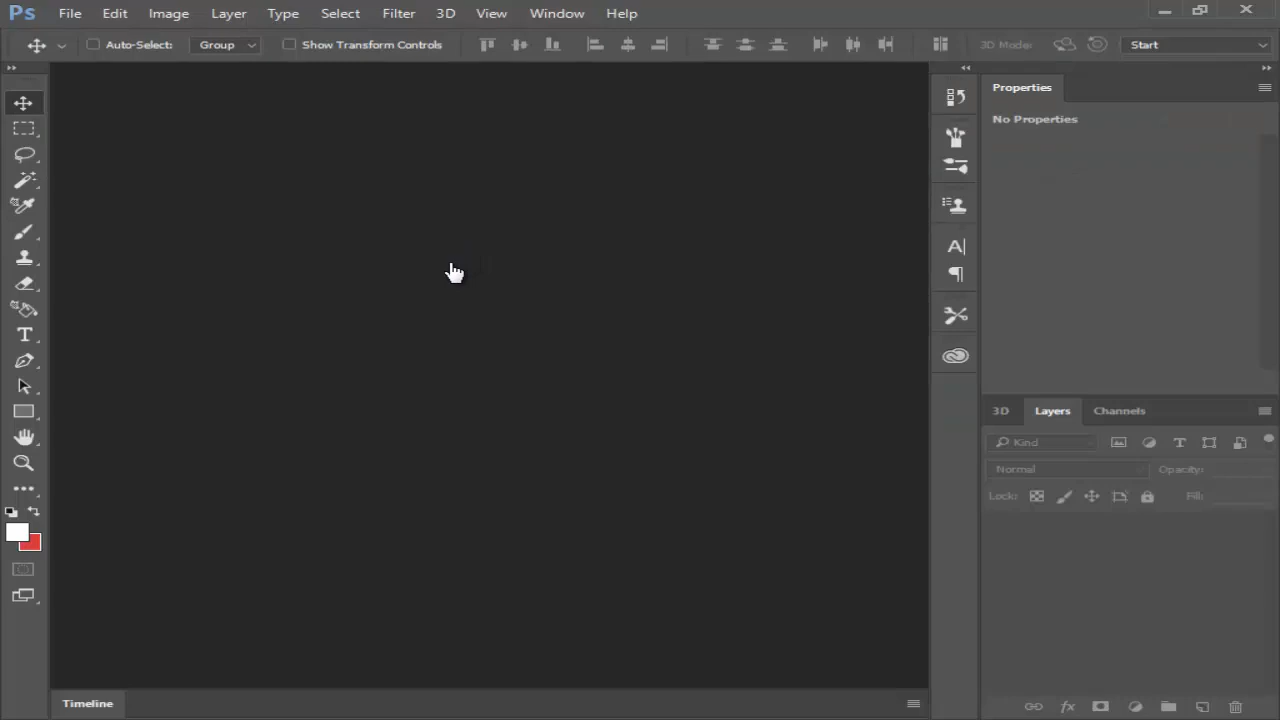 Ps File Edit Image Layer Type Select Filter 3D View Window Help
Auto-Select: Group Show Transform Controls 3D Mode: Start
Properties
No Properties
3D Layers Channels
Kind
Normal Opacity:
Lock: Fill:
Timeline